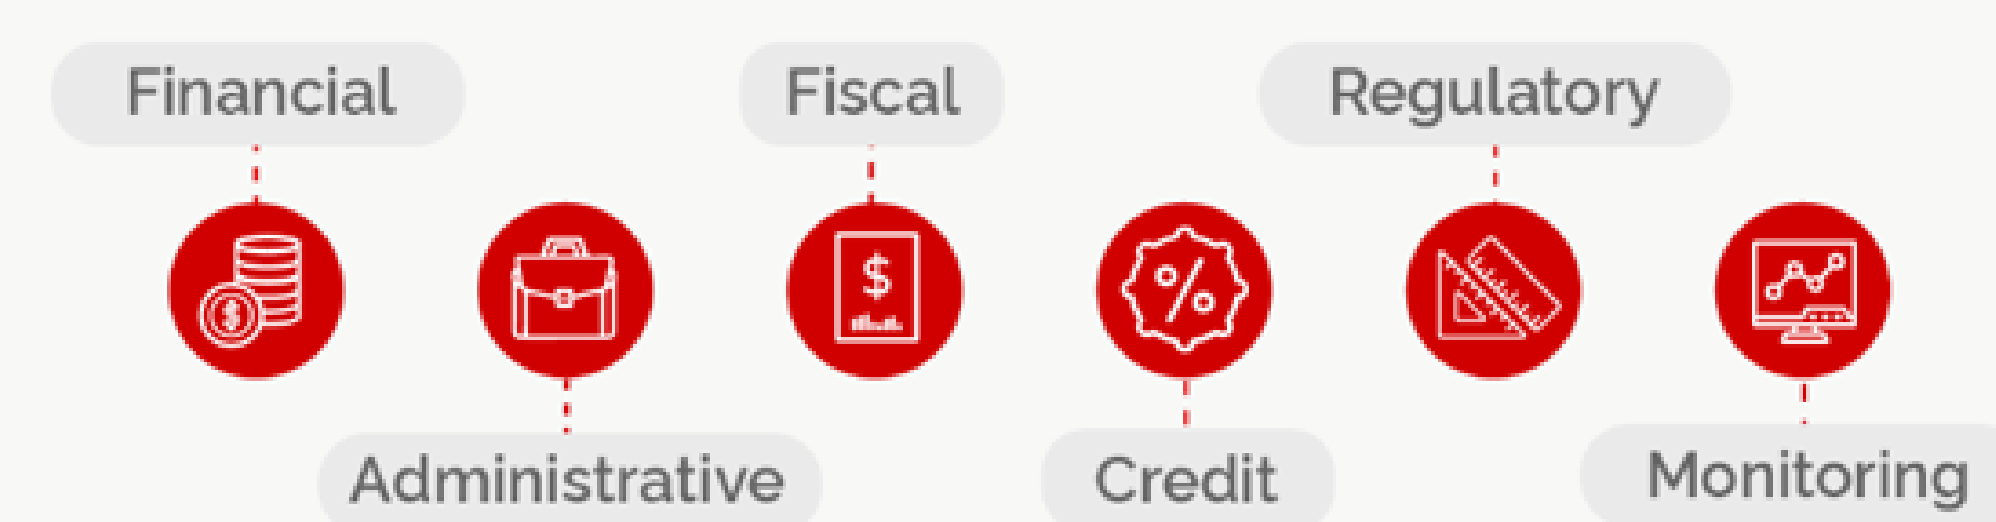 Financial
Fiscal
Regulatory
$
$
%
Administrative
Credit
Monitoring